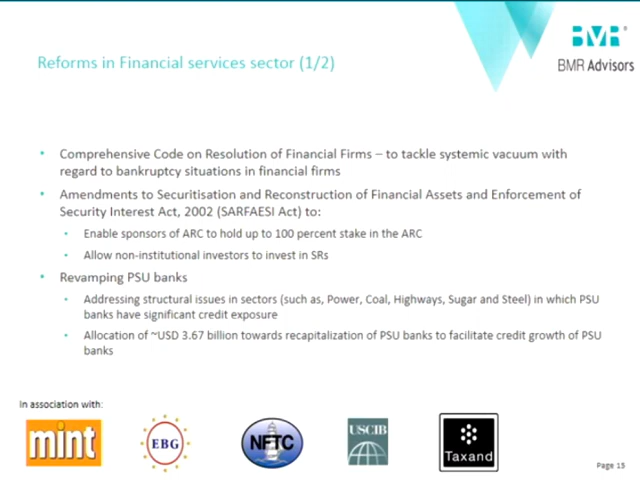 BMR
BMR Advisors
Reforms in Financial services sector (1/2)
• Comprehensive Code on Resolution of Financial Firms – to tackle systemic vacuum with
regard to bankruptcy situations in financial firms
• Amendments to Securitisation and Reconstruction of Financial Assets and Enforcement of
Security Interest Act, 2002 (SARFAESI Act) to:
• Enable sponsors of ARC to hold up to 100 percent stake in the ARC
• Allow non-institutional investors to invest in SRs
• Revamping PSU banks
• Addressing structural issues in sectors (such as, Power, Coal, Highways, Sugar and Steel) in which PSU
banks have significant credit exposure
• Allocation of ~USD 3.67 billion towards recapitalization of PSU banks to facilitate credit growth of PSU
banks
In association with:
mint
EBG
NFTC
USCIB
Taxand
Page 15